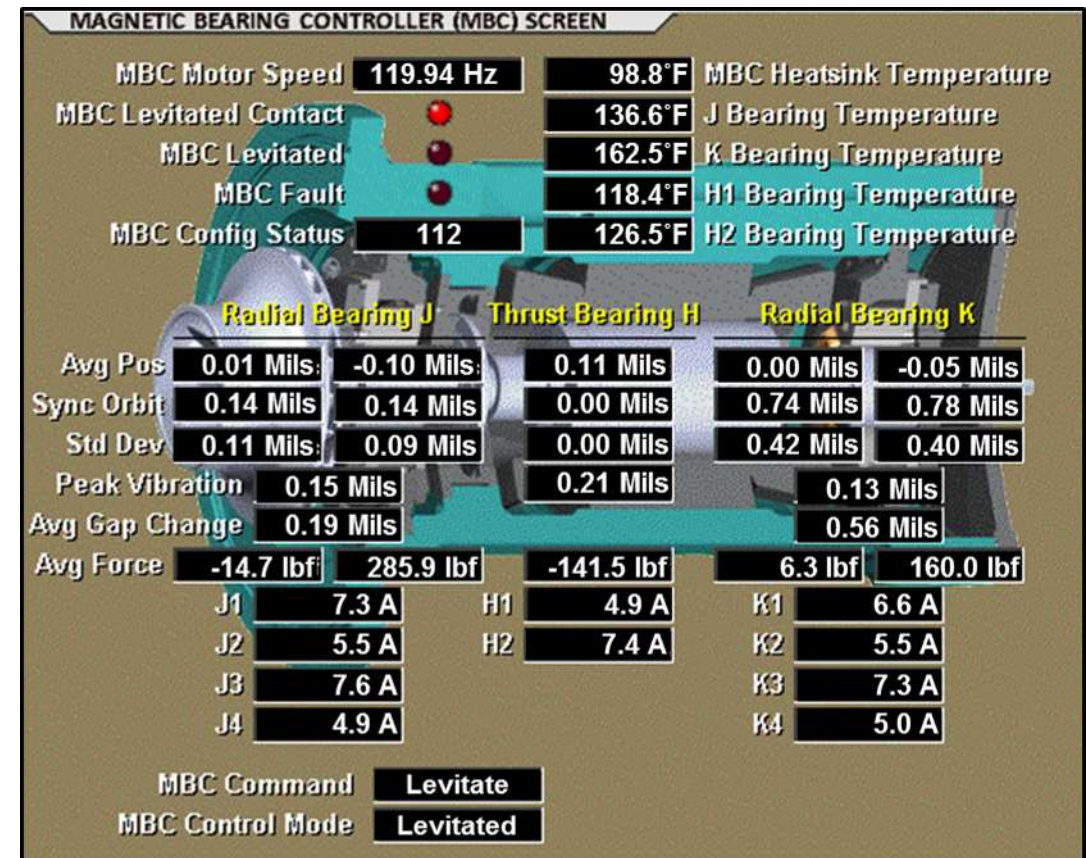 MAGNETIC BEARING CONTROLLER (MBC) SCREEN
MBC Motor Speed 119.94 Hz 98.8°F MBC Heatsink Temperature
MBC Levitated Contact 136.6°F J Bearing Temperature
MBC Levitated 162.5°F K Bearing Temperature
MBC Fault 118.4°F H1 Bearing Temperature
MBC Config Status 112 126.5°F H2 Bearing Temperature
Radial Bearing J Thrust Bearing H Radial Bearing K
Avg Pos 0.01 Mils -0.10 Mils 0.11 Mils 0.00 Mils -0.05 Mils
Sync Orbit 0.14 Mils 0.14 Mils 0.00 Mils 0.74 Mils 0.78 Mils
Std Dev 0.11 Mils 0.09 Mils 0.00 Mils 0.42 Mils 0.40 Mils
Peak Vibration 0.15 Mils 0.21 Mils 0.13 Mils
Avg Gap Change 0.19 Mils 0.56 Mils
Avg Force -14.7 lbf 285.9 lbf -141.5 lbf 6.3 lbf 160.0 lbf
J1 7.3 A H1 4.9 A K1 6.6 A
J2 5.5 A H2 7.4 A K2 5.5 A
J3 7.6 A K3 7.3 A
J4 4.9 A K4 5.0 A
MBC Command Levitate
MBC Control Mode Levitated